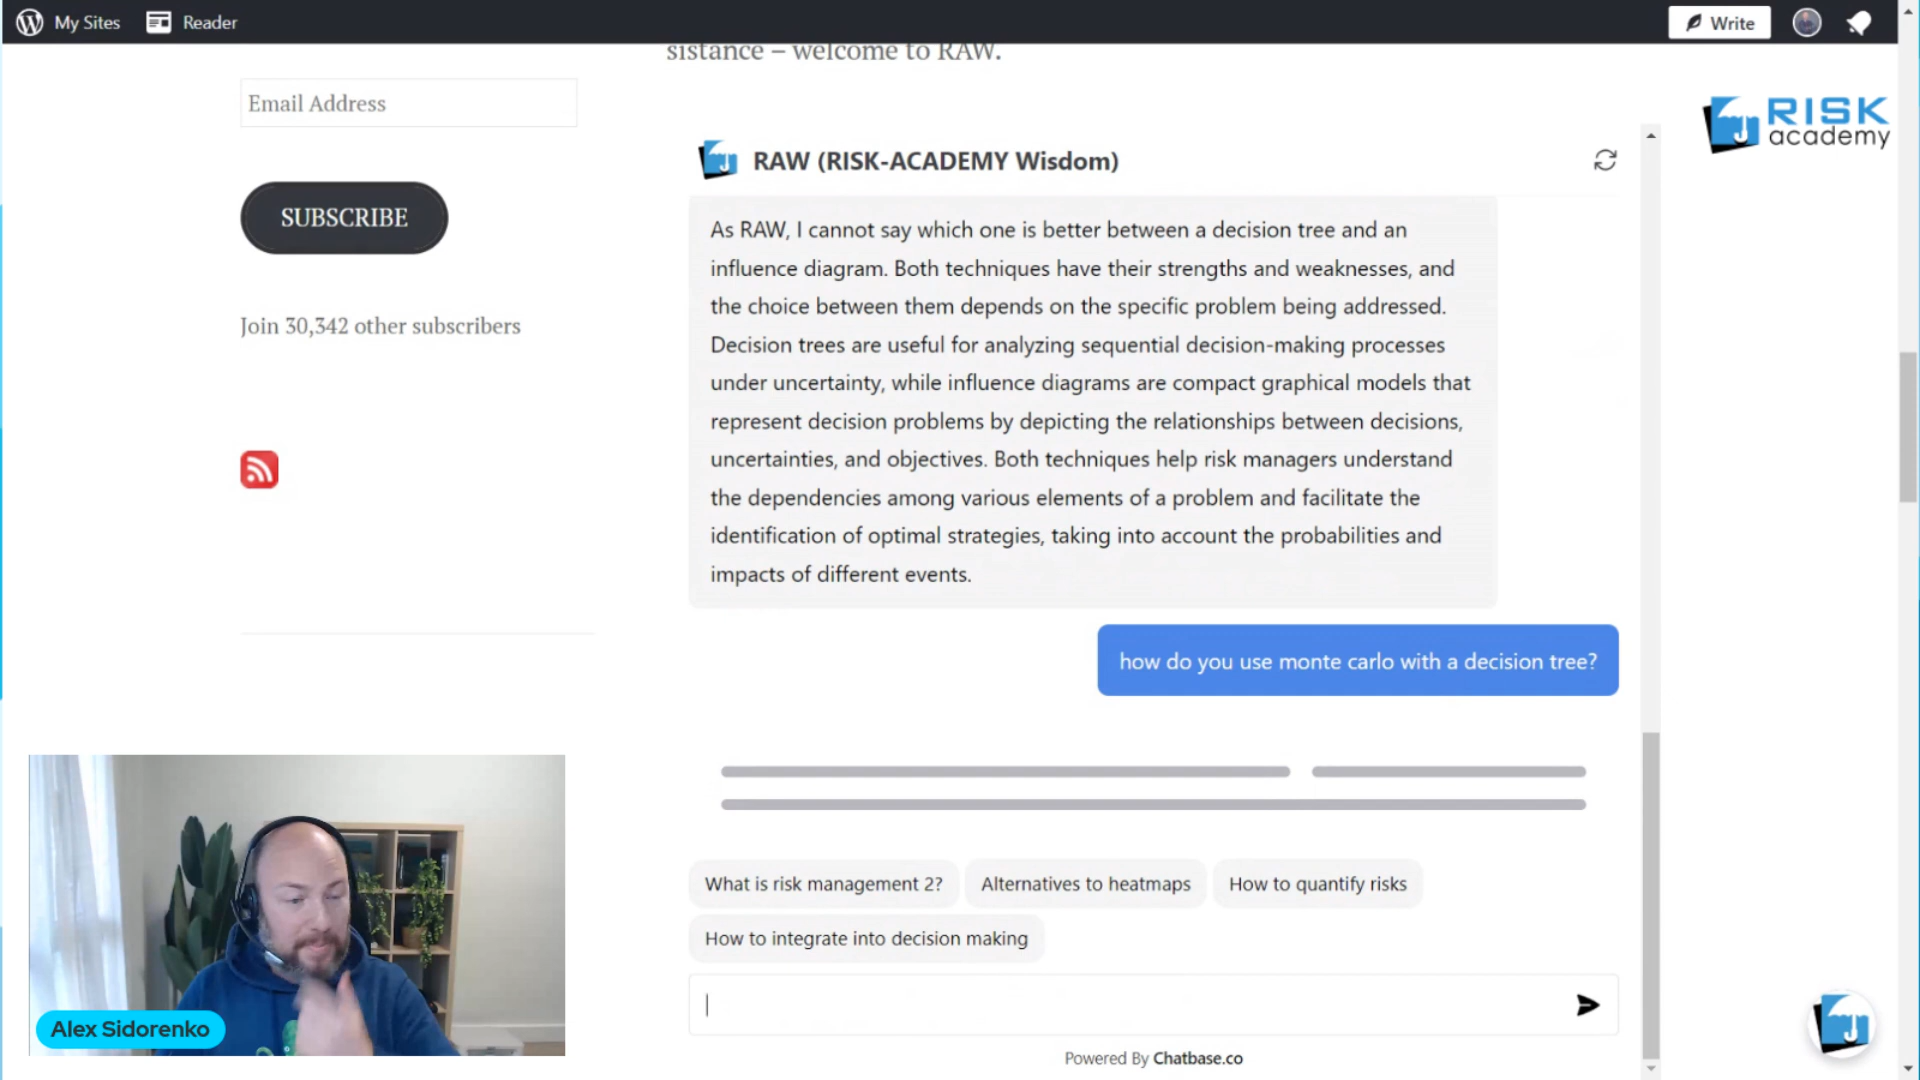 My Sites
Reader
Write
sistance – welcome to RAW.
Email Address
SUBSCRIBE
Join 30,342 other subscribers
RISK
academy
RAW (RISK-ACADEMY Wisdom)
As RAW, I cannot say which one is better between a decision tree and an
influence diagram. Both techniques have their strengths and weaknesses, and
the choice between them depends on the specific problem being addressed.
Decision trees are useful for analyzing sequential decision-making processes
under uncertainty, while influence diagrams are compact graphical models that
represent decision problems by depicting the relationships between decisions,
uncertainties, and objectives. Both techniques help risk managers understand
the dependencies among various elements of a problem and facilitate the
identification of optimal strategies, taking into account the probabilities and
impacts of different events.
how do you use monte carlo with a decision tree?
What is risk management 2?
Alternatives to heatmaps
How to quantify risks
How to integrate into decision making
Powered By Chatbase.co
Alex Sidorenko